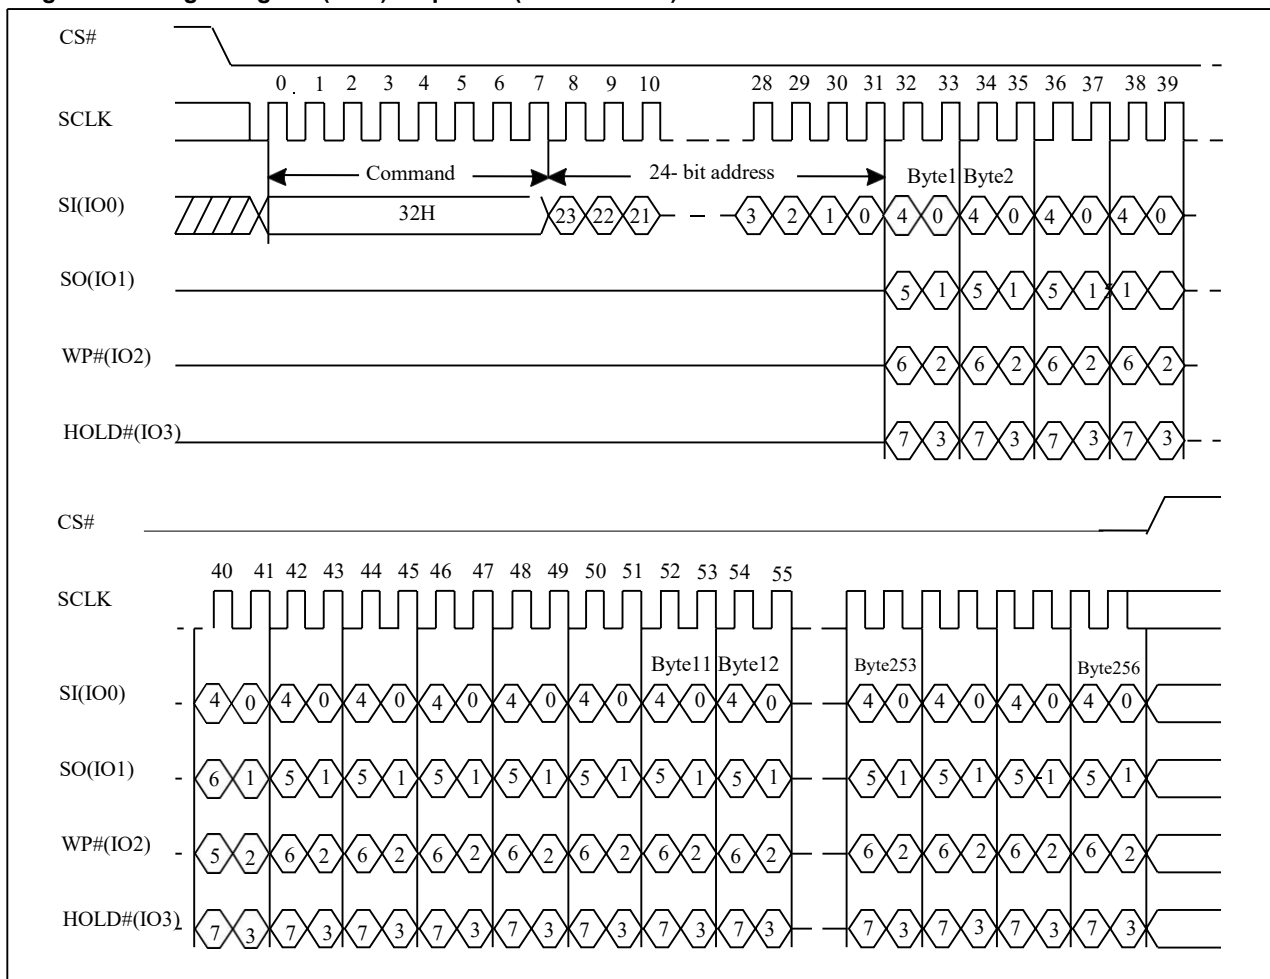 CS#
0 1 2 3 4 5 6 7 8 9 10 28 29 30 31 32 33 34 35 36 37 38 39
SCLK
Command 24- bit address Byte1 Byte2
SI(IO0) 32H 23 22 21 3 2 1 0 4 0 4 0 4 0 4 0
SO(IO1) 5 1 5 1 5 1 5 1
WP#(IO2) 6 2 6 2 6 2 6 2
HOLD#(IO3) 7 3 7 3 7 3 7 3
CS#
40 41 42 43 44 45 46 47 48 49 50 51 52 53 54 55
SCLK
Byte11 Byte12 Byte253 Byte256
SI(IO0) 4 0 4 0 4 0 4 0 4 0 4 0 4 0 4 0 4 0 4 0 4 0 4 0
SO(IO1) 6 1 5 1 5 1 5 1 5 1 5 1 5 1 5 1 5 1 5 1 5 1 5 1
WP#(IO2) 5 2 6 2 6 2 6 2 6 2 6 2 6 2 6 2 6 2 6 2 6 2 6 2
HOLD#(IO3) 7 3 7 3 7 3 7 3 7 3 7 3 7 3 7 3 7 3 7 3 7 3 7 3